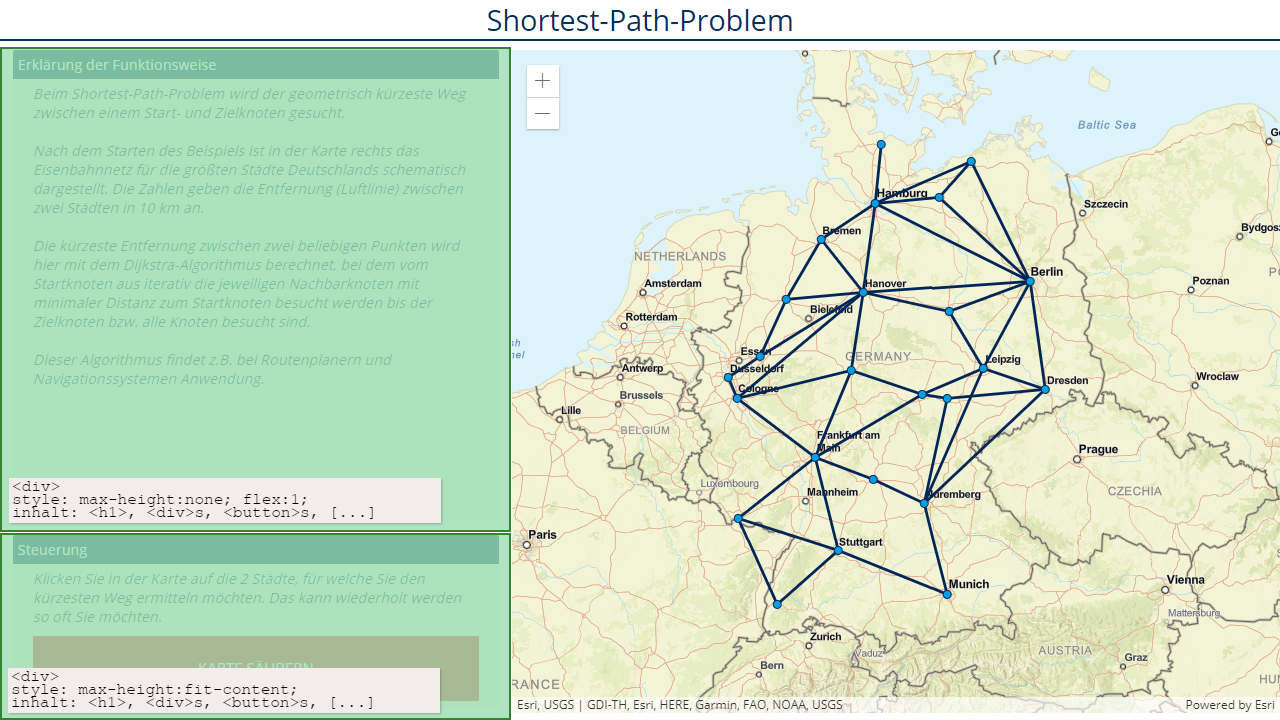 Shortest-Path-Problem
Erklärung der Funktionsweise
Beim Shortest-Path-Problem wird der geometrisch kürzeste Weg
zwischen einem Start- und Zielknoten gesucht.
Nach dem Starten des Beispiels ist in der Karte rechts das
Eisenbahnnetz für die größten Städte Deutschlands schematisch
dargestellt. Die Zahlen geben die Entfernung (Luftlinie) zwischen
zwei Städten in 10 km an.
Die kürzeste Entfernung zwischen zwei beliebigen Punkten wird
hier mit dem Dijkstra-Algorithmus berechnet, bei dem vom
Startknoten aus iterativ die jeweiligen Nachbarknoten mit
minimaler Distanz zum Startknoten besucht werden bis der
Zielknoten bzw. alle Knoten besucht sind.
Dieser Algorithmus findet z.B. bei Routenplanern und
Navigationssystemen Anwendung.
<div>
style: max-height:none; flex:1;
inhalt: <h1>, <div>s, <button>s, [...]
Steuerung
Klicken Sie in der Karte auf die 2 Städte, für welche Sie den
kürzesten Weg ermitteln möchen. Das kann wiederholt werden
so oft Sie möchten.
KARTE SÄUBERN
<div>
style: max-height:fit-content;
inhalt: <h1>, <div>s, <button>s, [...]
+
−
Baltic Sea
Hamburg
Szczecin
Bremen
Bydgos
NETHERLANDS
Berlin
Poznan
Amsterdam
Hanover
Bielefeld
Rotterdam
Essen
GERMANY
Leipzig
Antwerp
Dusseldorf
Dresden
Wroclaw
Cologne
Brussels
Lille
BELGIUM
Frankfurt am
Main
Prague
Luxembourg
Mannheim
Nuremberg
CZECHIA
Paris
Stuttgart
Munich
Vienna
Mattersburg
Zurich
Vaduz
AUSTRIA
Bern
Graz
RANCE
HUN
Esri, USGS | GDI-TH, Esri, HERE, Garmin, FAO, NOAA, USGS
Powered by Esri